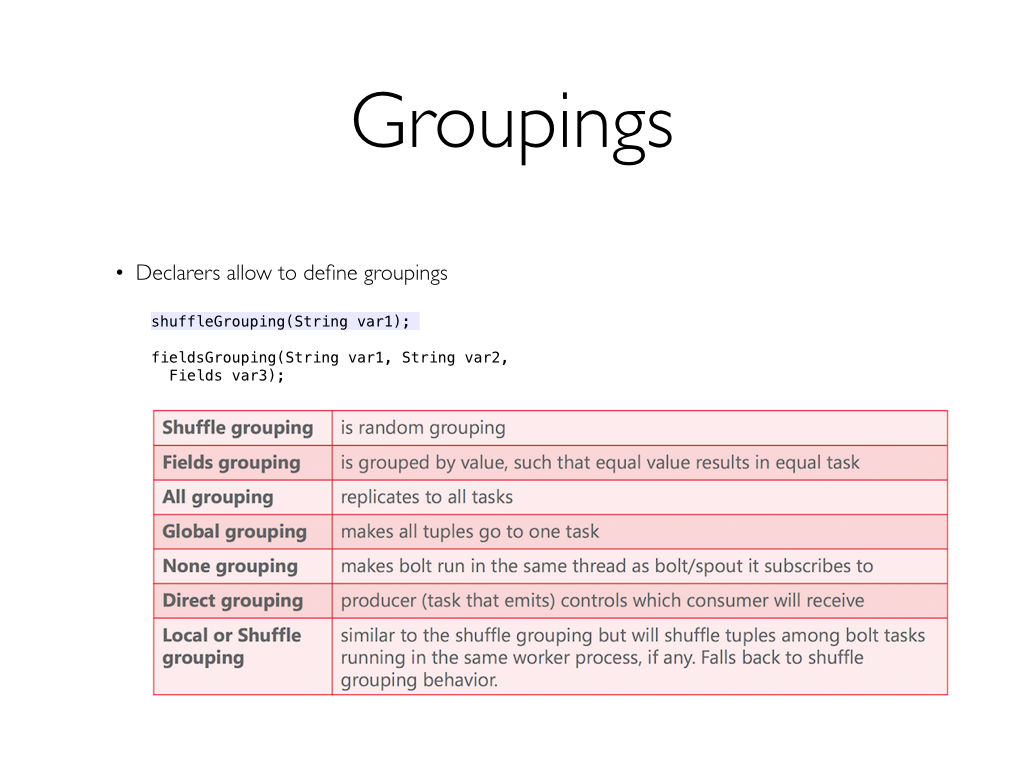 Groupings
• Declarers allow to define groupings
shuffleGrouping(String var1);
fieldsGrouping(String var1, String var2,
Fields var3);
Shuffle grouping is random grouping
Fields grouping is grouped by value, such that equal value results in equal task
All grouping replicates to all tasks
Global grouping makes all tuples go to one task
None grouping makes bolt run in the same thread as bolt/spout it subscribes to
Direct grouping producer (task that emits) controls which consumer will receive
Local or Shuffle
grouping
similar to the shuffle grouping but will shuffle tuples among bolt tasks
running in the same worker process, if any. Falls back to shuffle
grouping behavior.